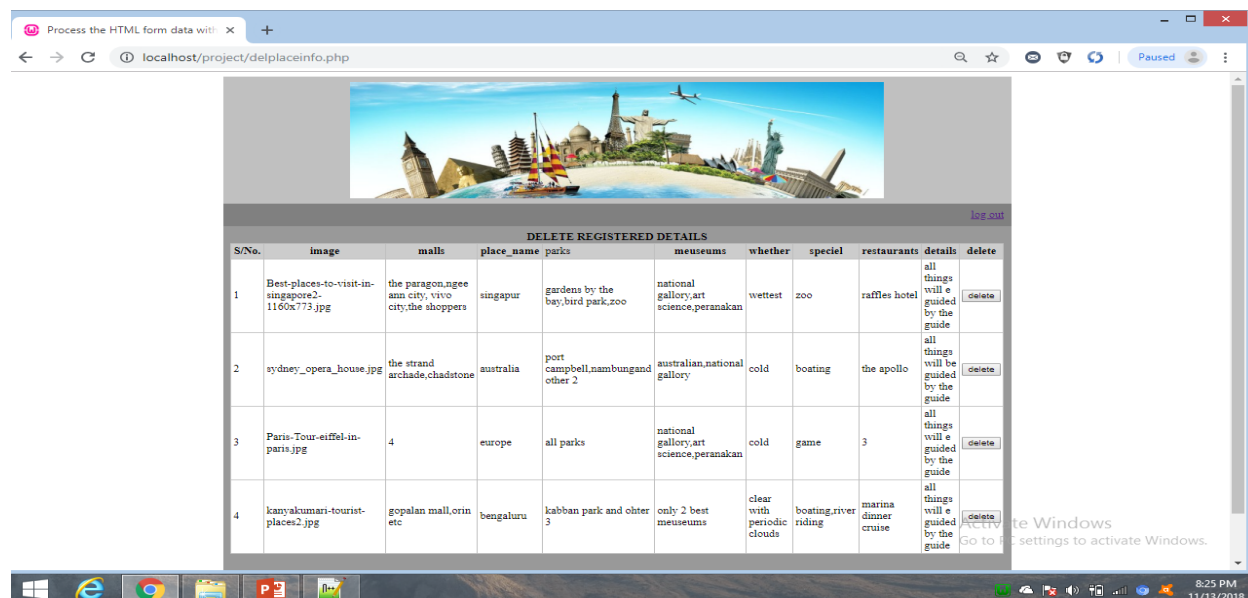 Process the HTML form data with
localhost/project/delplaceinfo.php
Paused
log out
DELETE REGISTERED DETAILS
S/No. image malls place_name parks meuseums whether speciel restaurants details delete
1 Best-places-to-visit-in-singapore2-1160x773.jpg the paragon,ngee ann city, vivo city,the shoppers singapur gardens by the bay,bird park,zoo national gallory,art science,peranakan wettest zoo raffles hotel all things will e guided by the guide delete
2 sydney_opera_house.jpg the strand archade,chadstone australia port campbell,nambungand other 2 australian,national gallory cold boating the apollo all things will be guided by the guide delete
3 Paris-Tour-eiffel-in-paris.jpg 4 europe all parks national gallory,art science,peranakan cold game 3 all things will e guided by the guide delete
4 kanyakumari-tourist-places2.jpg gopalan mall,orin etc bengaluru kabban park and ohter 3 only 2 best meuseums clear with periodic clouds boating,river riding marina dinner cruise all things will e guided by the guide delete
Activate Windows
Go to PC settings to activate Windows.
8:25 PM
11/13/2018